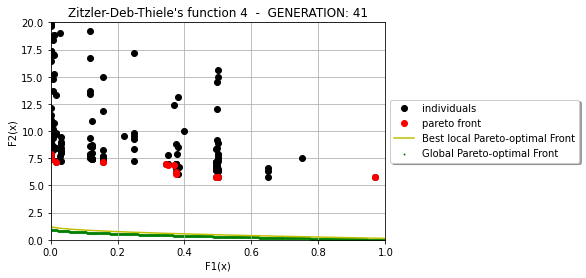 Zitzler-Deb-Thiele's function 4 - GENERATION: 41
20.0
17.5
15.0
12.5
10.0
7.5
5.0
2.5
0.0
F2(x)
0.0 0.2 0.4 0.6 0.8 1.0
F1(x)
individuals
pareto front
Best local Pareto-optimal Front
Global Pareto-optimal Front